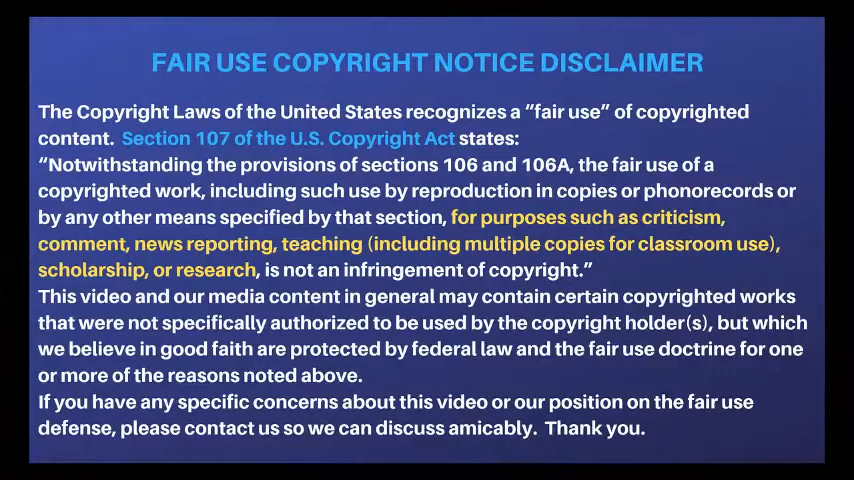 FAIR USE COPYRIGHT NOTICE DISCLAIMER
The Copyright Laws of the United States recognizes a “fair use” of copyrighted
content. Section 107 of the U.S. Copyright Act states:
“Notwithstanding the provisions of sections 106 and 106A, the fair use of a
copyrighted work, including such use by reproduction in copies or phonorecords or
by any other means specified by that section, for purposes such as criticism,
comment, news reporting, teaching (including multiple copies for classroom use),
scholarship, or research, is not an infringement of copyright.”
This video and our media content in general may contain certain copyrighted works
that were not specifically authorized to be used by the copyright holder(s), but which
we believe in good faith are protected by federal law and the fair use doctrine for one
or more of the reasons noted above.
If you have any specific concerns about this video or our position on the fair use
defense, please contact us so we can discuss amicably. Thank you.